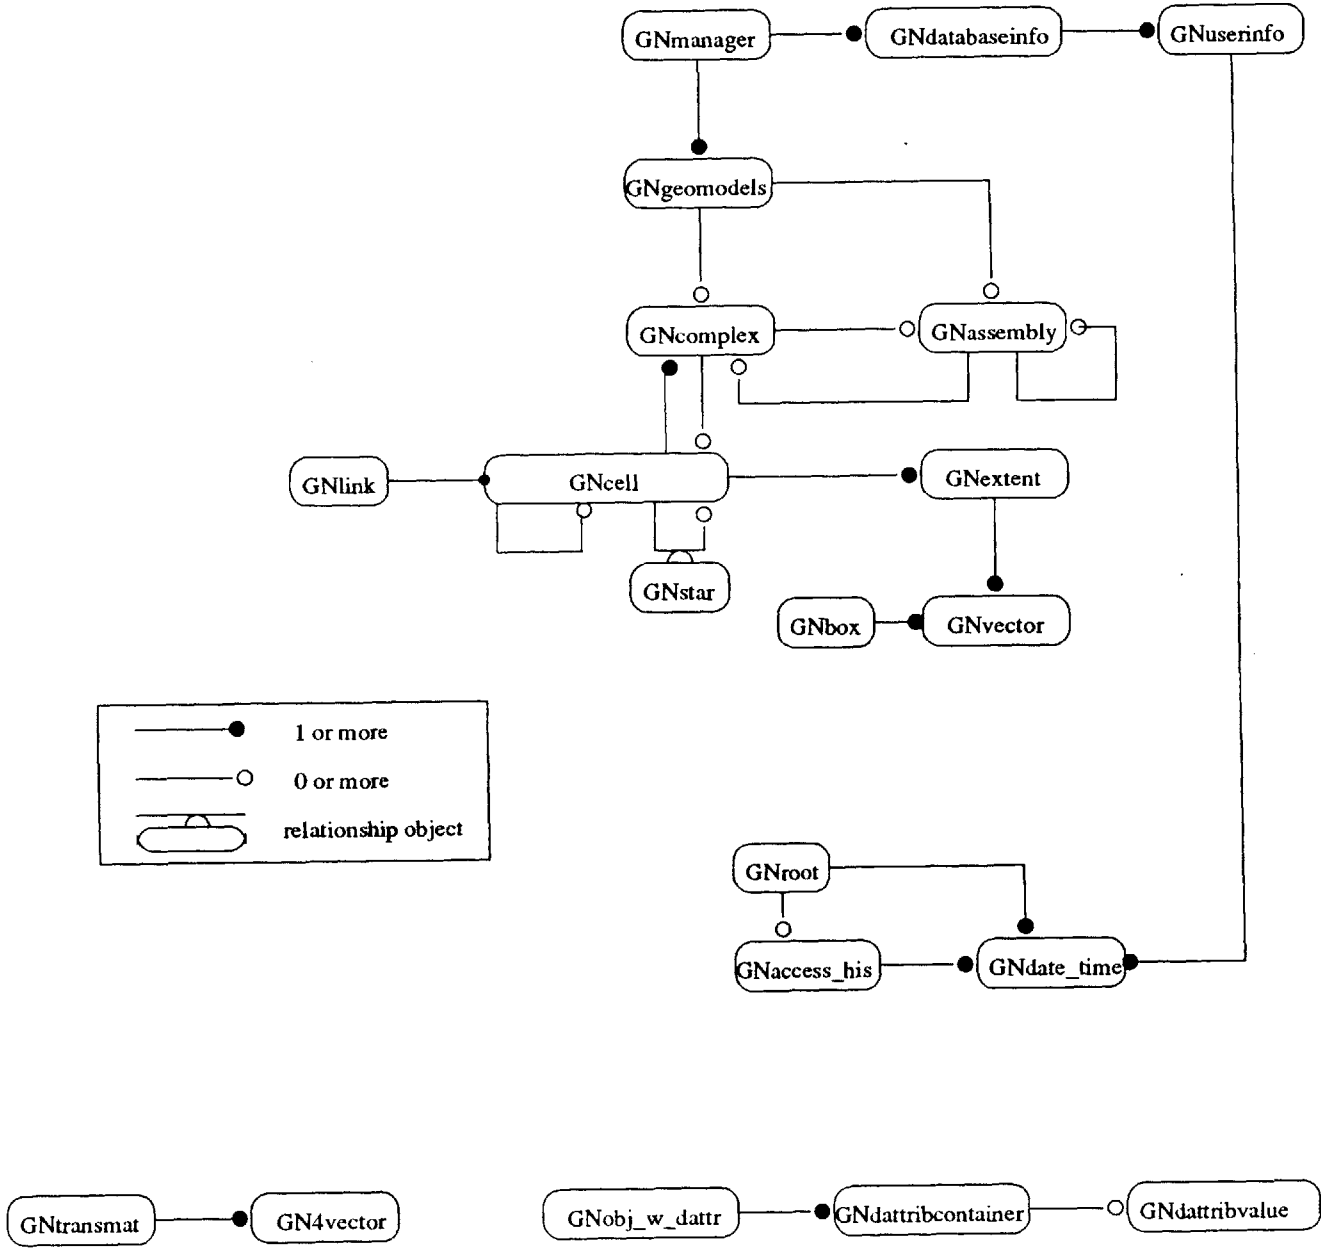 GNmanager
GNdatabaseinfo
GNuserinfo
GNgeomodels
GNcomplex
GNassembly
GNlink
GNcell
GNextent
GNstar
GNbox
GNvector
1 or more
0 or more
relationship object
GNroot
GNaccess_his
GNdate_time
GNtransmat
GN4vector
GNobj_w_dattr
GNdattribcontainer
GNdattribvalue